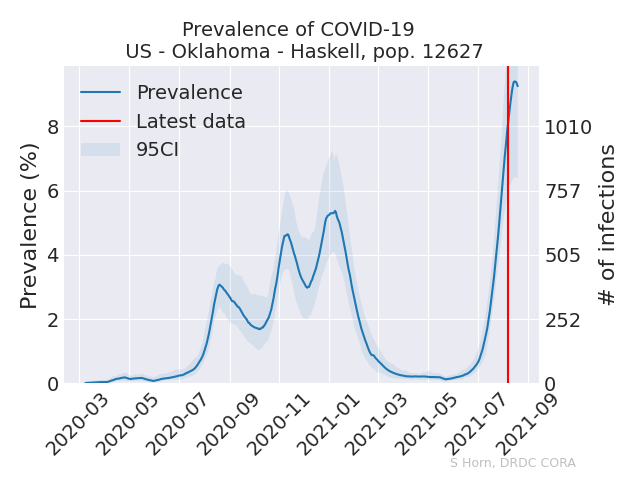 Prevalence of COVID-19
US - Oklahoma - Haskell, pop. 12627
Prevalence
Latest data
95CI
Prevalence (%)
8
6
4
2
0
1010
757
505
252
0
# of infections
2020-03
2020-05
2020-07
2020-09
2020-11
2021-01
2021-03
2021-05
2021-07
2021-09
S Horn, DRDC CORA